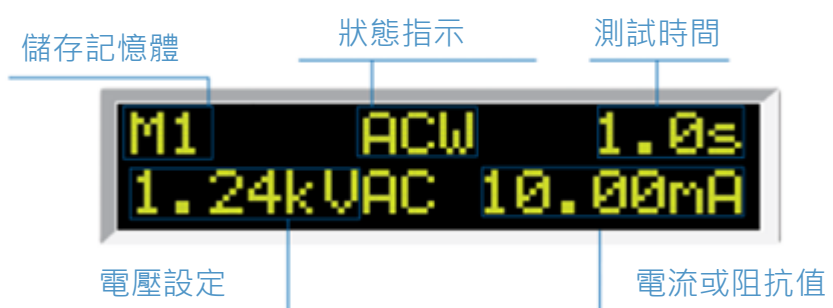 儲存記憶體
狀態指示
測試時間
M1 ACW 1.0s
1.24kVAC 10.00mA
電壓設定
電流或阻抗值